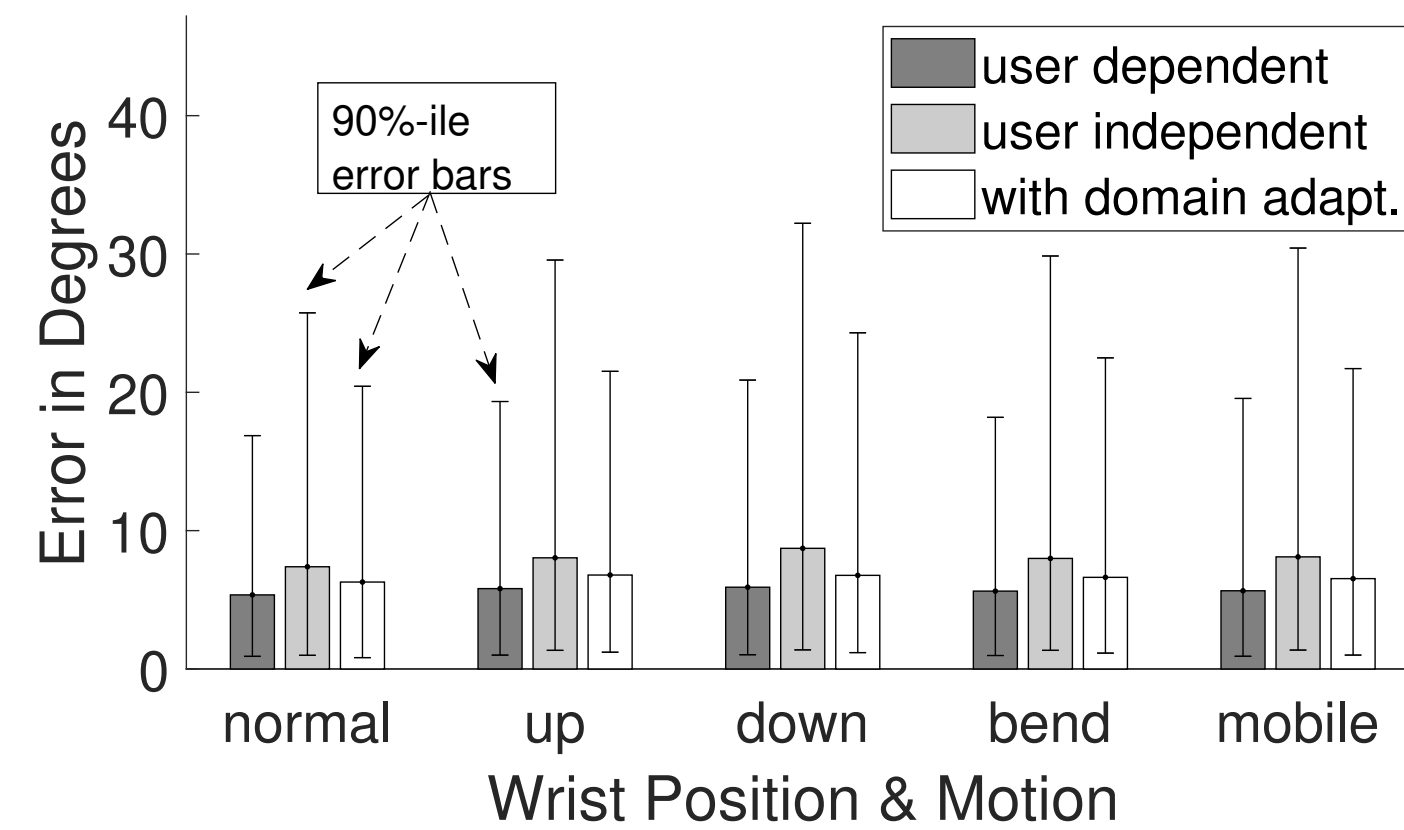 90%-ile
error bars
user dependent
user independent
with domain adapt.
Error in Degrees
40
30
20
10
0
normal up down bend mobile
Wrist Position & Motion